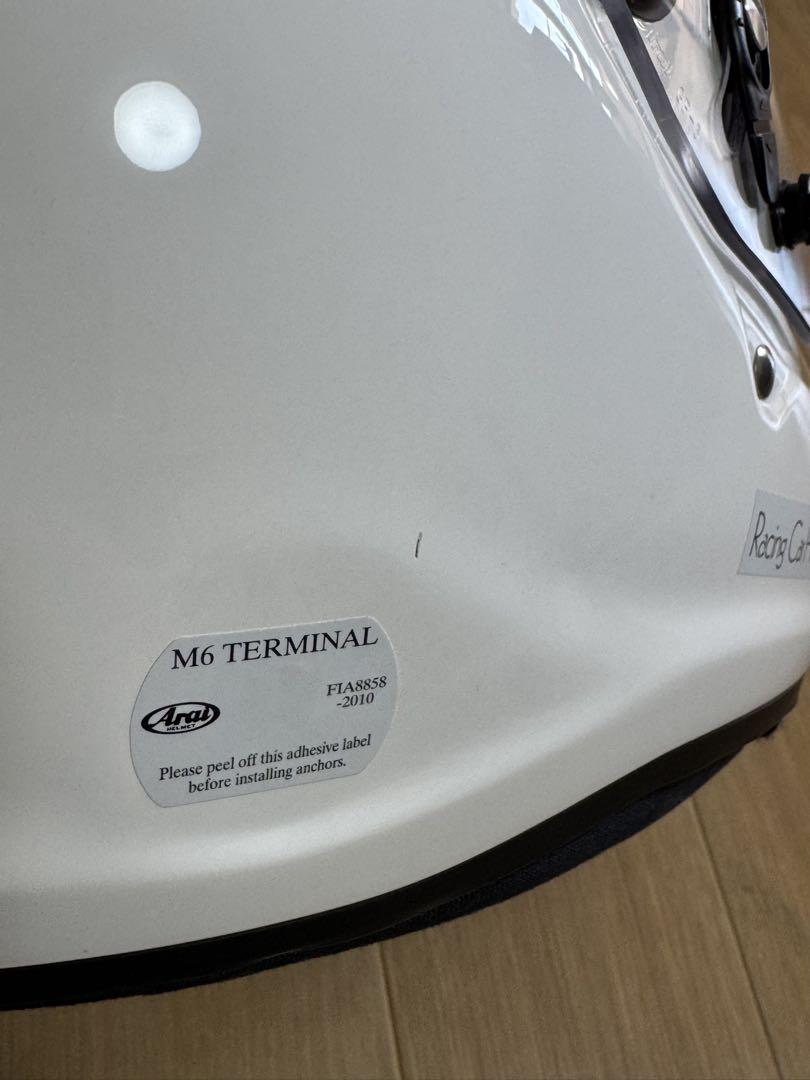 Racing Car
M6 TERMINAL
FIA8858
-2010
Arai
HELMET
Please peel off this adhesive label
before installing anchors.